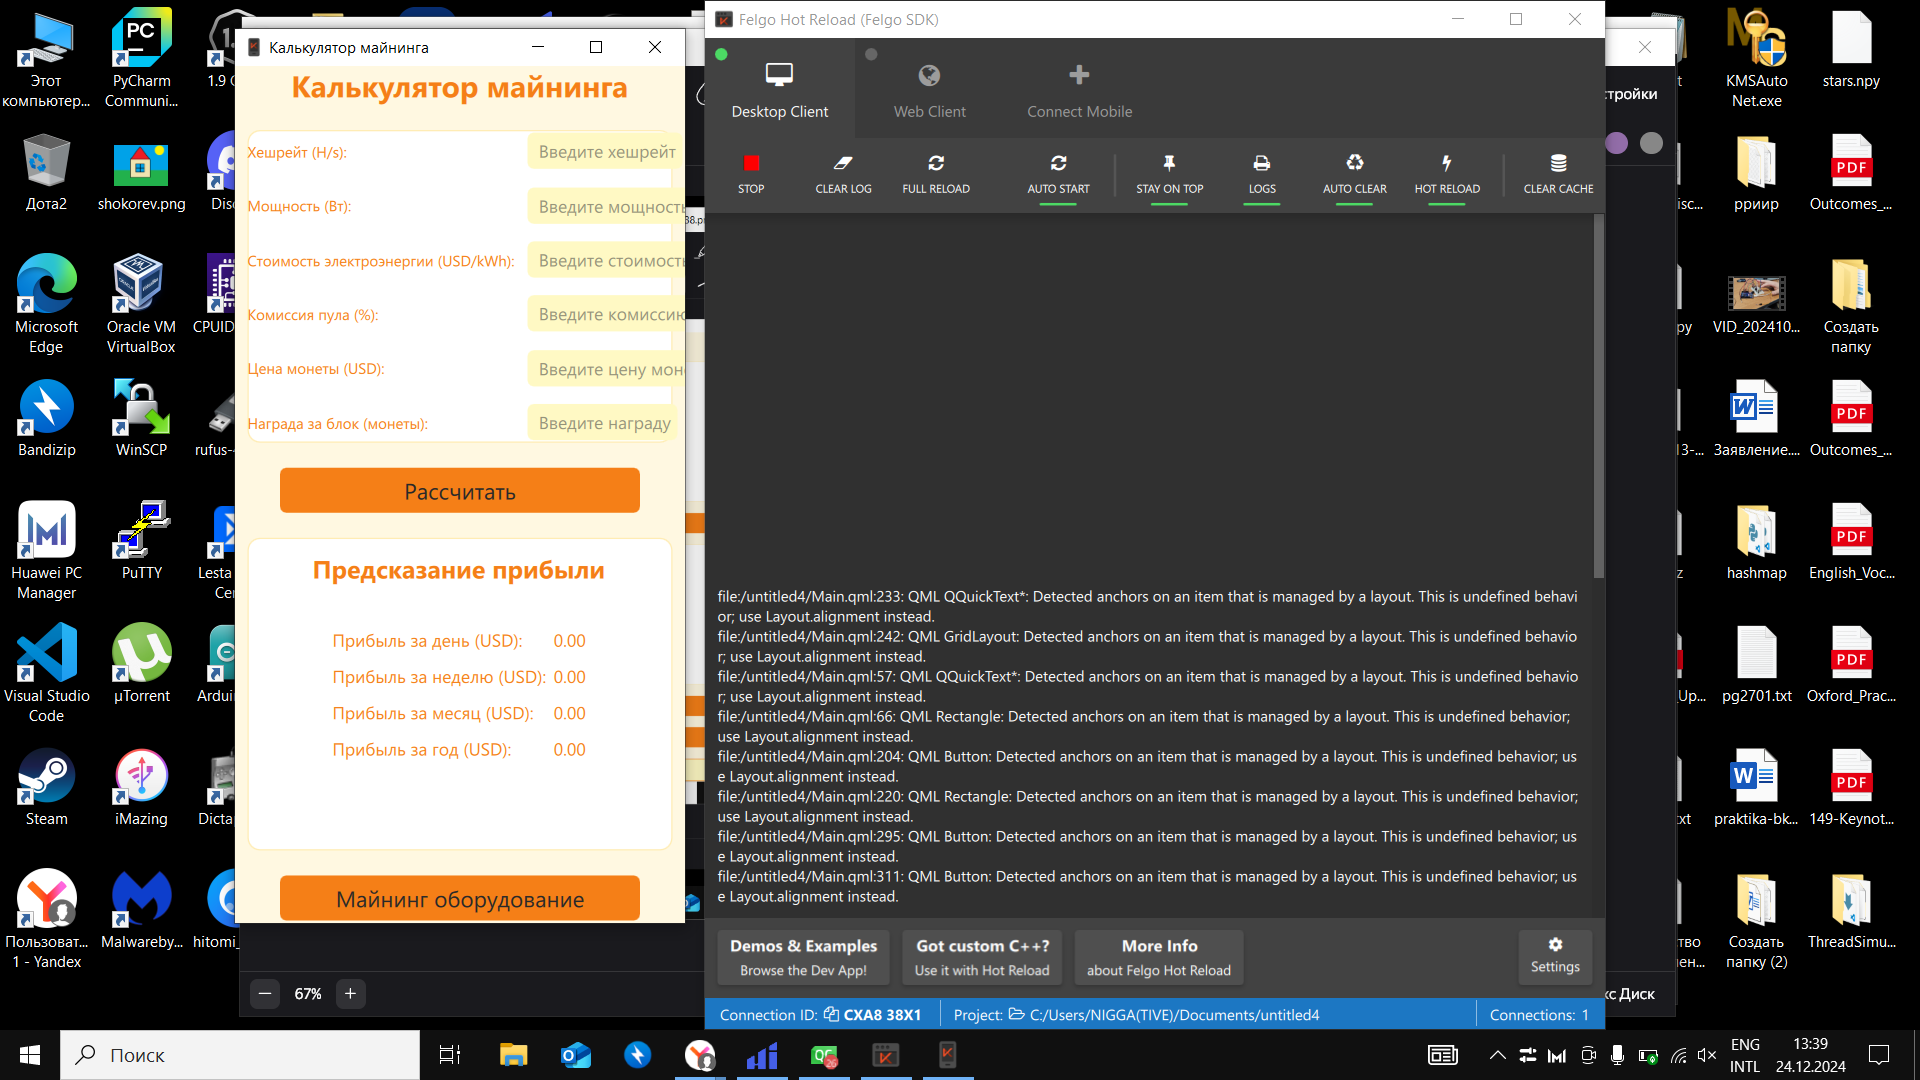 Этот компьютер...
PyCharm Communi...
1.9
Дота2
shokorev.png
Disc
Microsoft Edge
Oracle VM VirtualBox
CPUID
Bandizip
WinSCP
rufus-
Huawei PC Manager
PuTTY
Lesta
Cer
Visual Studio Code
µTorrent
Arduin
Steam
iMazing
Dictap
Пользоват...
1 - Yandex
Malwareby...
hitomi_
Калькулятор майнинга
Калькулятор майнинга
Хешрейт (H/s):
Введите хешрейт
Мощность (Вт):
Введите мощность
Стоимость электроэнергии (USD/kWh):
Введите стоимость
Комиссия пула (%):
Введите комиссию
Цена монеты (USD):
Введите цену мон
Награда за блок (монеты):
Введите награду
Рассчитать
Предсказание прибыли
Прибыль за день (USD): 0.00
Прибыль за неделю (USD): 0.00
Прибыль за месяц (USD): 0.00
Прибыль за год (USD): 0.00
Майнинг оборудование
67%
Felgo Hot Reload (Felgo SDK)
Desktop Client
Web Client
Connect Mobile
STOP
CLEAR LOG
FULL RELOAD
AUTO START
STAY ON TOP
LOGS
AUTO CLEAR
HOT RELOAD
CLEAR CACHE
file:/untitled4/Main.qml:233: QML QQuickText*: Detected anchors on an item that is managed by a layout. This is undefined behavi
or; use Layout.alignment instead.
file:/untitled4/Main.qml:242: QML GridLayout: Detected anchors on an item that is managed by a layout. This is undefined behavio
r; use Layout.alignment instead.
file:/untitled4/Main.qml:57: QML QQuickText*: Detected anchors on an item that is managed by a layout. This is undefined behavio
r; use Layout.alignment instead.
file:/untitled4/Main.qml:66: QML Rectangle: Detected anchors on an item that is managed by a layout. This is undefined behavior;
use Layout.alignment instead.
file:/untitled4/Main.qml:204: QML Button: Detected anchors on an item that is managed by a layout. This is undefined behavior; us
e Layout.alignment instead.
file:/untitled4/Main.qml:220: QML Rectangle: Detected anchors on an item that is managed by a layout. This is undefined behavior;
use Layout.alignment instead.
file:/untitled4/Main.qml:295: QML Button: Detected anchors on an item that is managed by a layout. This is undefined behavior; us
e Layout.alignment instead.
file:/untitled4/Main.qml:311: QML Button: Detected anchors on an item that is managed by a layout. This is undefined behavior; us
e Layout.alignment instead.
Demos & Examples
Browse the Dev App!
Got custom C++?
Use it with Hot Reload
More Info
about Felgo Hot Reload
Settings
Connection ID: CXA8 38X1
Project: C:/Users/NIGGA(TIVE)/Documents/untitled4
Connections: 1
стройки
кс Диск
KMSAuto Net.exe
stars.npy
рриир
Outcomes_...
VID_202410...
Создать папку
Заявление....
Outcomes_...
hashmap
English_Voc...
pg2701.txt
Oxford_Prac...
praktika-bk...
149-Keynot...
Создать папку (2)
ThreadSimu...
Поиск
ENG
INTL
13:39
24.12.2024